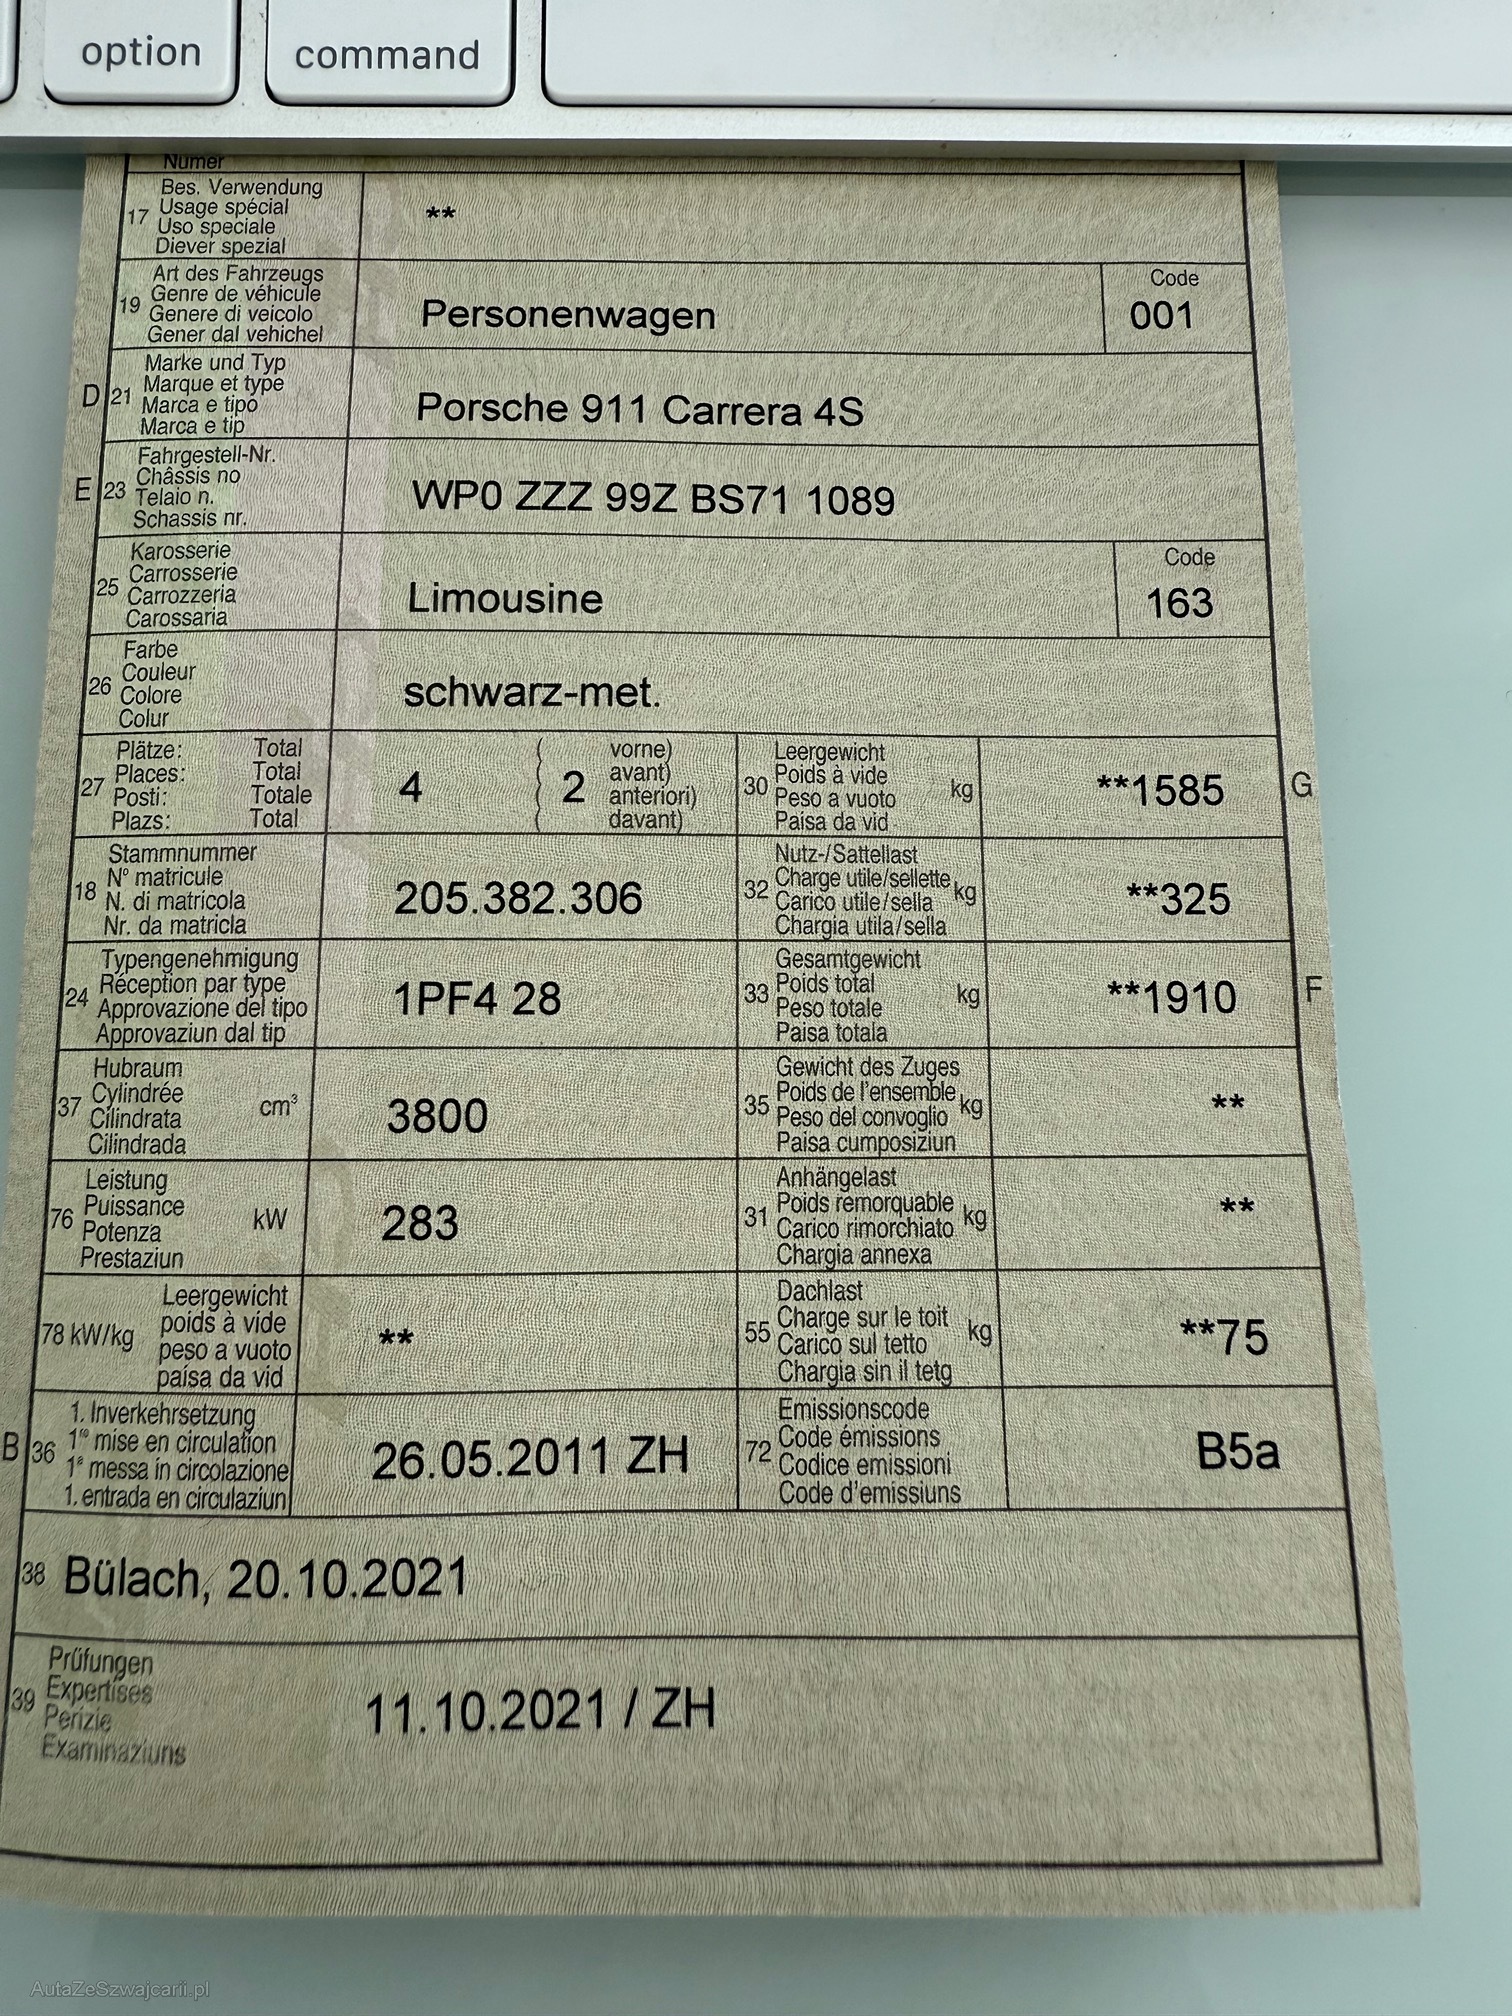 option
command
Numer
17 Bes. Verwendung
Usage spécial
Uso speciale
Diever spezial
**
19 Art des Fahrzeugs
Genre de véhicule
Genere di veicolo
Gener dal vehichel
Personenwagen
Code
001
D 21 Marke und Typ
Marque et type
Marca e tipo
Marca e tip
Porsche 911 Carrera 4S
E 23 Fahrgestell-Nr.
Châssis no
Telaio n.
Schassis nr.
WP0 ZZZ 99Z BS71 1089
25 Karosserie
Carrosserie
Carrozzeria
Carossaria
Limousine
Code
163
26 Farbe
Couleur
Colore
Colur
schwarz-met.
27 Plätze: Total
Places: Total
Posti: Totale
Plazs: Total
4 ( 2 vorne)
( avant)
( anteriori)
( davant)
30 Leergewicht
Poids à vide
Peso a vuoto
Paisa da vid
kg
**1585 G
18 Stammnummer
N° matricule
N. di matricola
Nr. da matricla
205.382.306
32 Nutz-/Sattellast
Charge utile/sellette
Carico utile/sella
Chargia utila/sella
kg
**325
24 Typengenehmigung
Réception par type
Approvazione del tipo
Approvaziun dal tip
1PF4 28
33 Gesamtgewicht
Poids total
Peso totale
Paisa totala
kg
**1910 F
37 Hubraum
Cylindrée
Cilindrata
Cilindrada
cm³
3800
35 Gewicht des Zuges
Poids de l'ensemble
Peso del convoglio
Paisa cumposiziun
kg
**
76 Leistung
Puissance
Potenza
Prestaziun
kW
283
31 Anhängelast
Poids remorquable
Carico rimorchiato
Chargia annexa
kg
**
78 kW/kg Leergewicht
poids à vide
peso a vuoto
paisa da vid
**
55 Dachlast
Charge sur le toit
Carico sul tetto
Chargia sin il tetg
kg
**75
B 36 1. Inverkehrsetzung
1re mise en circulation
1a messa in circolazione
1. entrada en circulaziun
26.05.2011 ZH
72 Emissionscode
Code émissions
Codice emissioni
Code d'emissiuns
B5a
38 Bülach, 20.10.2021
39 Prüfungen
Expertises
Perizie
Examinaziuns
11.10.2021 / ZH
AutaZeSzwajcarii.pl